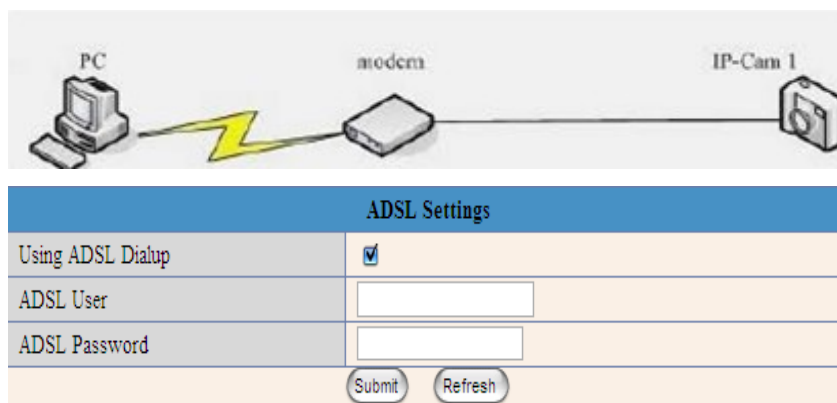 PC modem IP-Cam 1
ADSL Settings
Using ADSL Dialup
ADSL User
ADSL Password
Submit Refresh